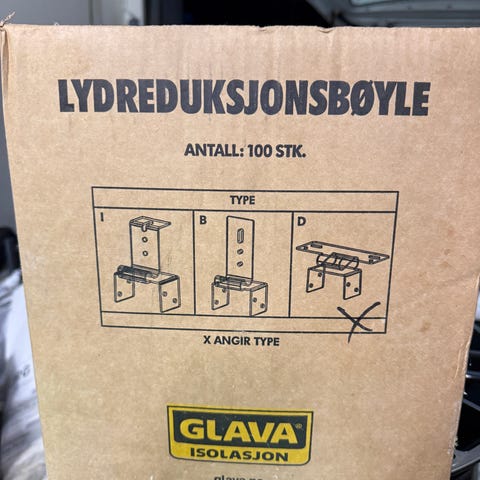 LYDREDUKSJONSBØYLE
ANTALL: 100 STK.
TYPE
I B D
X
X ANGIR TYPE
GLAVA®
ISOLASJON